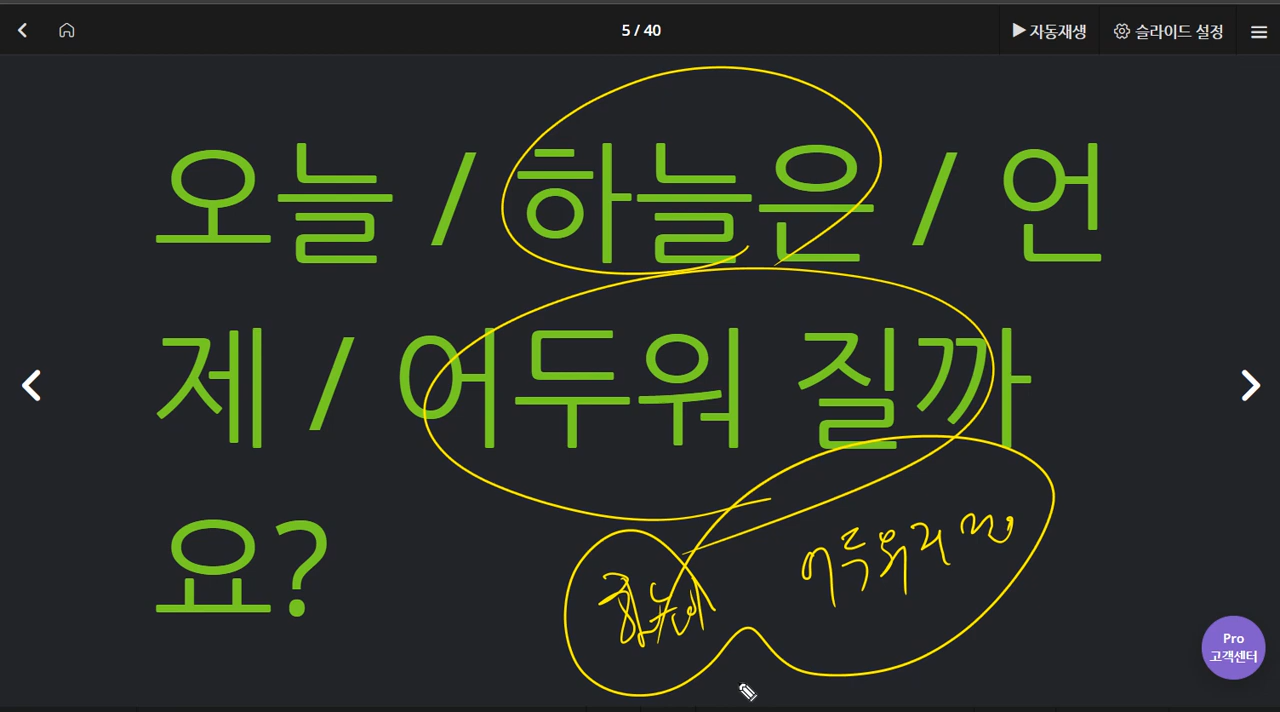 5 / 40
자동재생
슬라이드 설정
오늘 / 하늘은 / 언
제 / 어두워 질까
요?
Pro
고객센터